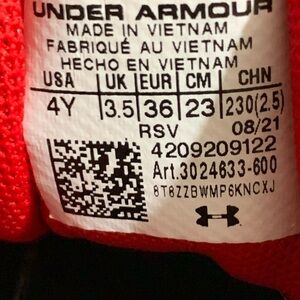 UNDER ARMOUR
MADE IN VIETNAM
FABRIQUÉ AU VIETNAM
HECHO EN VIETNAM
USA UK EUR CM CHN
4Y 3.5 36 23 230(2.5)
RSV 08/21
4209209122
Art.3024633-600
8T6ZZBWMP6KNCXJ